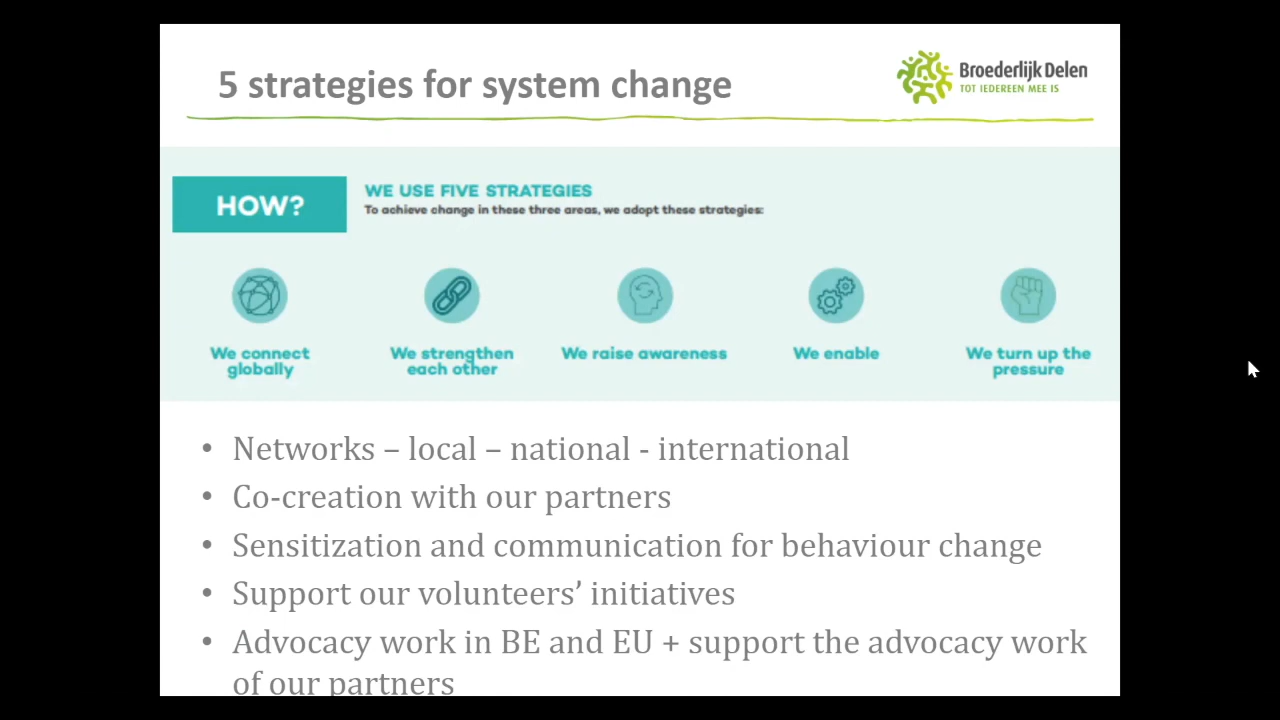 5 strategies for system change
Broederlijk Delen
TOT IEDEREEN MEE IS
HOW?
WE USE FIVE STRATEGIES
To achieve change in these three areas, we adopt these strategies:
We connect
globally
We strengthen
each other
We raise awareness
We enable
We turn up the
pressure
• Networks – local – national - international
• Co-creation with our partners
• Sensitization and communication for behaviour change
• Support our volunteers’ initiatives
• Advocacy work in BE and EU + support the advocacy work
of our partners